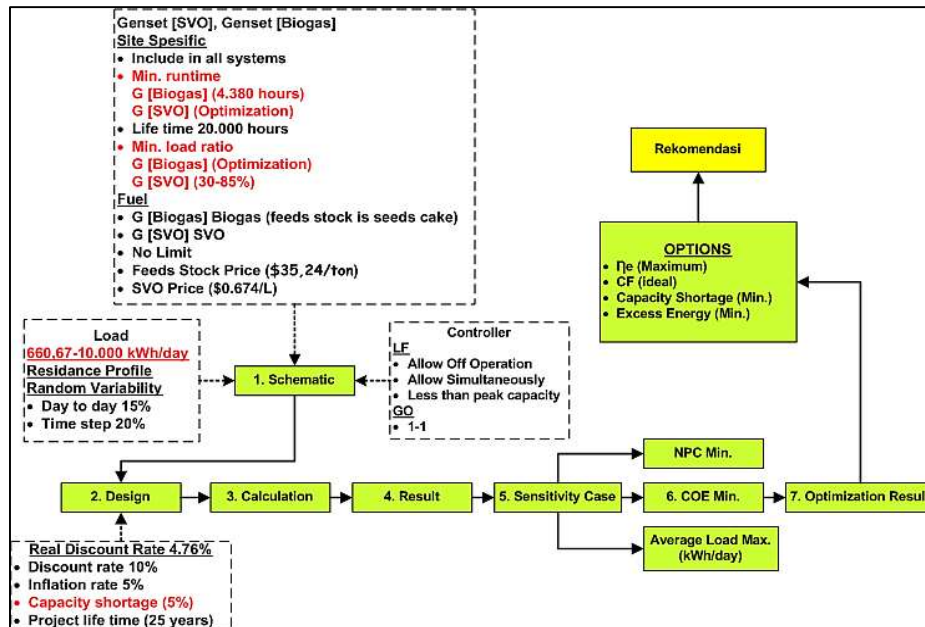 Genset [SVO], Genset [Biogas]
Site Spesific
• Include in all systems
• Min. runtime
G [Biogas] (4.380 hours)
G [SVO] (Optimization)
• Life time 20.000 hours
• Min. load ratio
G [Biogas] (Optimization)
G [SVO] (30-85%)
Fuel
• G [Biogas] Biogas (feeds stock is seeds cake)
• G [SVO] SVO
• No Limit
• Feeds Stock Price ($35,24/ton)
• SVO Price ($0.674/L)
Load
660,67-10.000 kWh/day
Residance Profile
Random Variability
• Day to day 15%
• Time step 20%
1. Schematic
Controller
LF
• Allow Off Operation
• Allow Simultaneously
• Less than peak capacity
GO
• 1-1
Rekomendasi
OPTIONS
• Ƞe (Maximum)
• CF (ideal)
• Capacity Shortage (Min.)
• Excess Energy (Min.)
NPC Min.
2. Design
3. Calculation
4. Result
5. Sensitivity Case
6. COE Min.
7. Optimization Result
Average Load Max.
(kWh/day)
Real Discount Rate 4.76%
• Discount rate 10%
• Inflation rate 5%
• Capacity shortage (5%)
• Project life time (25 years)